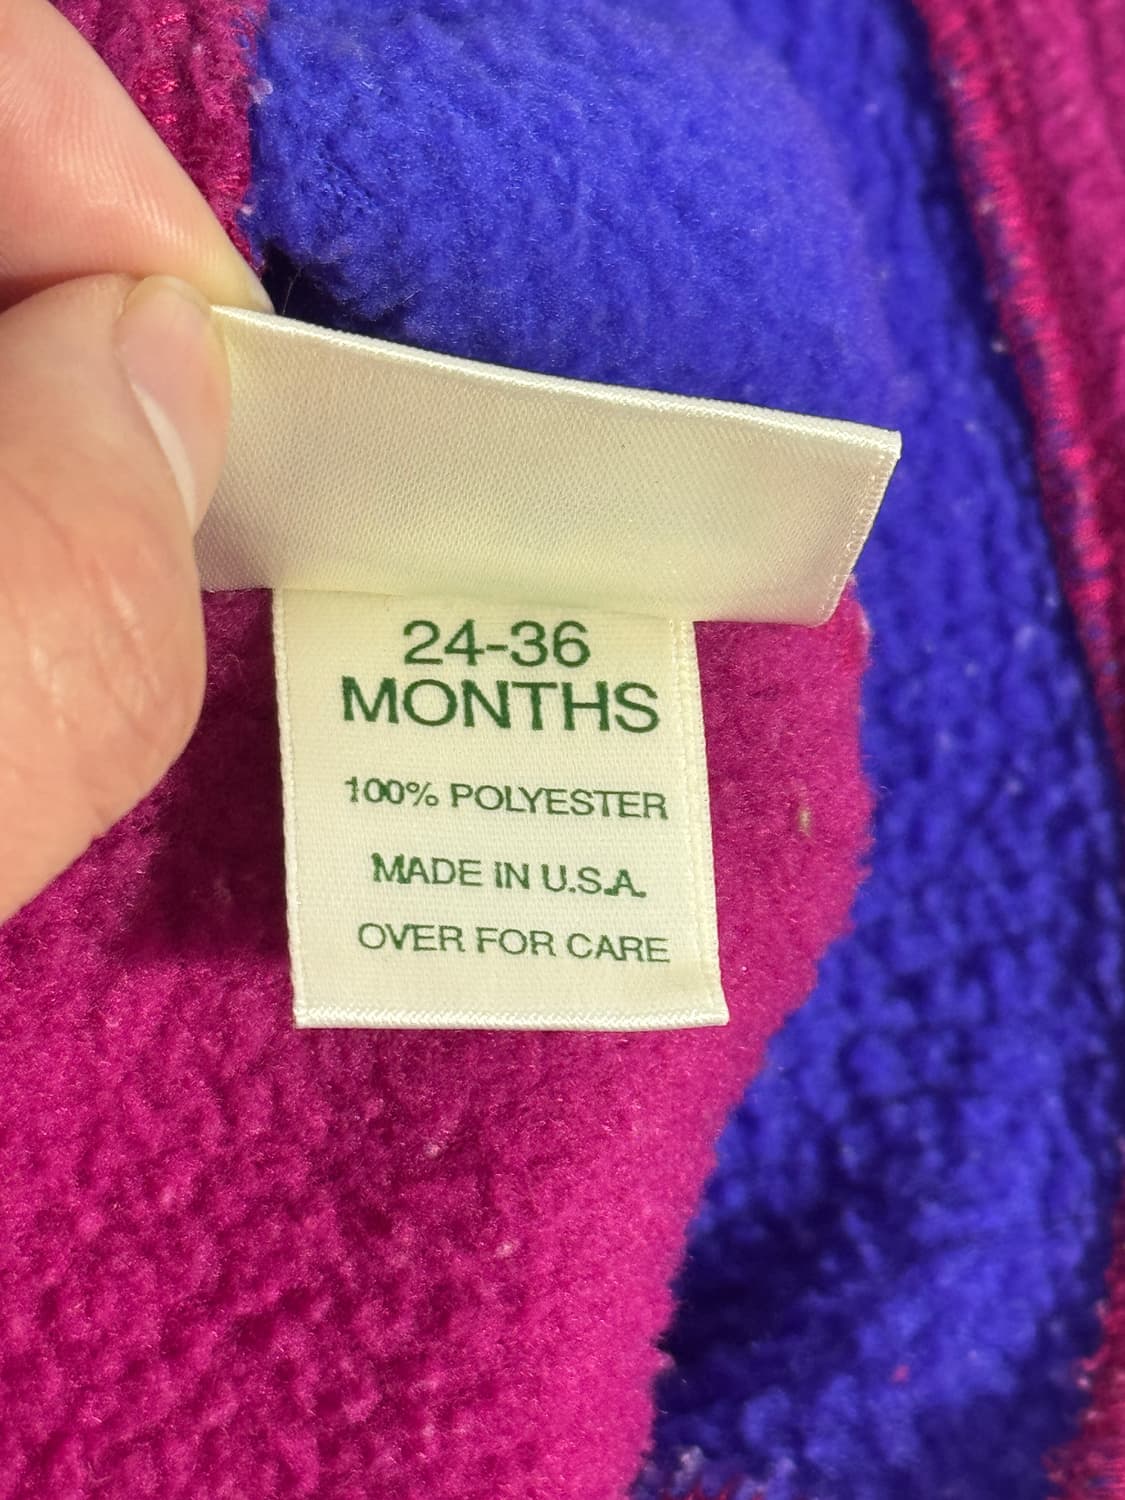 24-36
MONTHS
100% POLYESTER
MADE IN U.S.A.
OVER FOR CARE